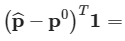 (p̂ − p⁰)ᵀ 1 =